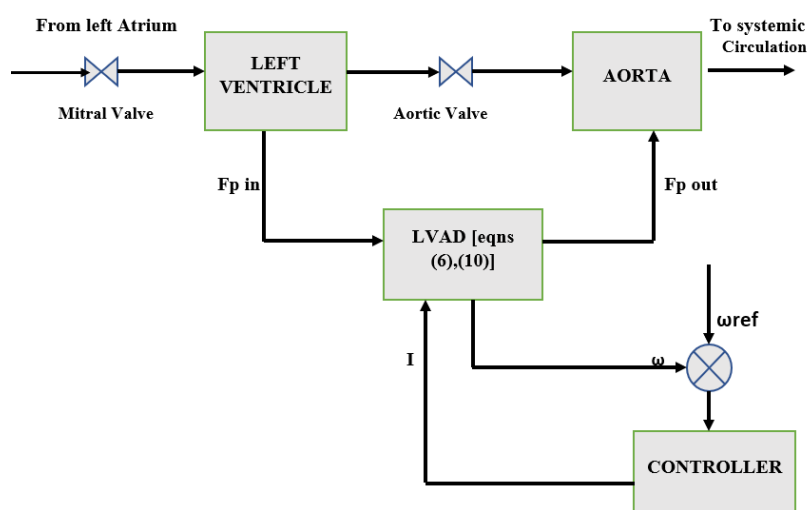 From left Atrium
To systemic
Circulation
LEFT
VENTRICLE
AORTA
Mitral Valve
Aortic Valve
Fp in
Fp out
LVAD [eqns
(6),(10)]
ωref
I
ω
CONTROLLER